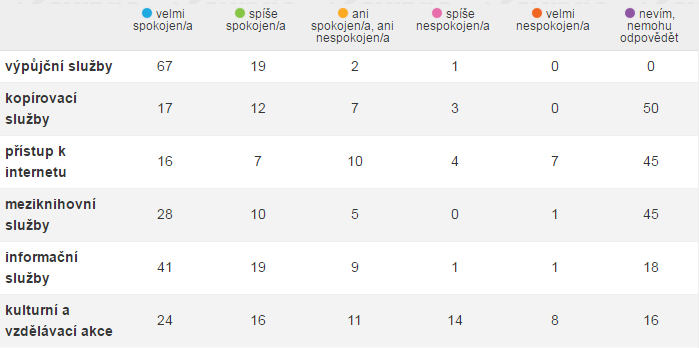 velmi spokojen/a
spíše spokojen/a
ani spokojen/a, ani nespokojen/a
spíše nespokojen/a
velmi nespokojen/a
nevím, nemohu odpovědět
výpůjční služby 67 19 2 1 0 0
kopírovací služby 17 12 7 3 0 50
přístup k internetu 16 7 10 4 7 45
meziknihovní služby 28 10 5 0 1 45
informační služby 41 19 9 1 1 18
kulturní a vzdělávací akce 24 16 11 14 8 16